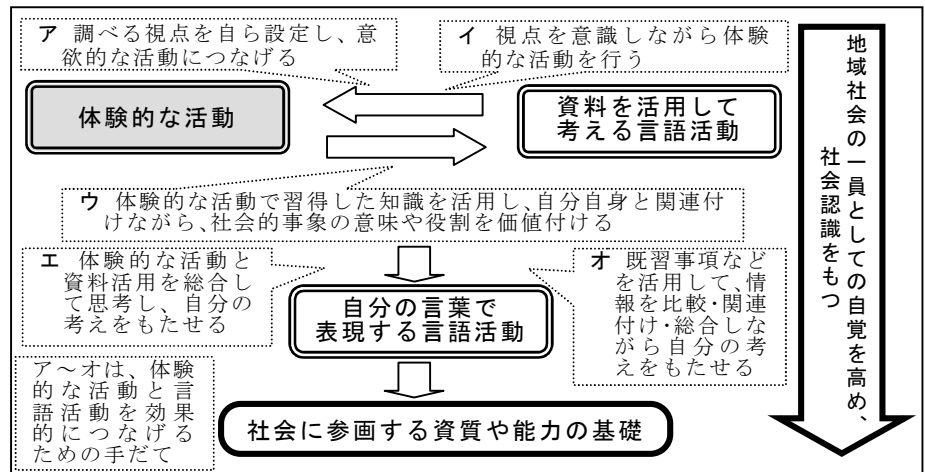 ア 調べる視点を自ら設定し、意
欲的な活動につなげる
イ 視点を意識しながら体験
的な活動を行う
体験的な活動
資料を活用して
考える言語活動
ウ 体験的な活動で習得した知識を活用し、自分自身と関連付
けながら、社会的事象の意味や役割を価値付ける
エ 体験的な活動と
資料活用を総合し
て思考し、自分の
考えをもたせる
自分の言葉で
表現する言語活動
オ 既習事項など
を活用して、情
報を比較・関連
付け・総合しな
がら自分の考
えをもたせる
ア～オは、体験
的な活動と言
語活動を効果
的につなげる
ための手だて
社会に参画する資質や能力の基礎
地域社会の一員としての自覚を高め、
社会認識をもつ